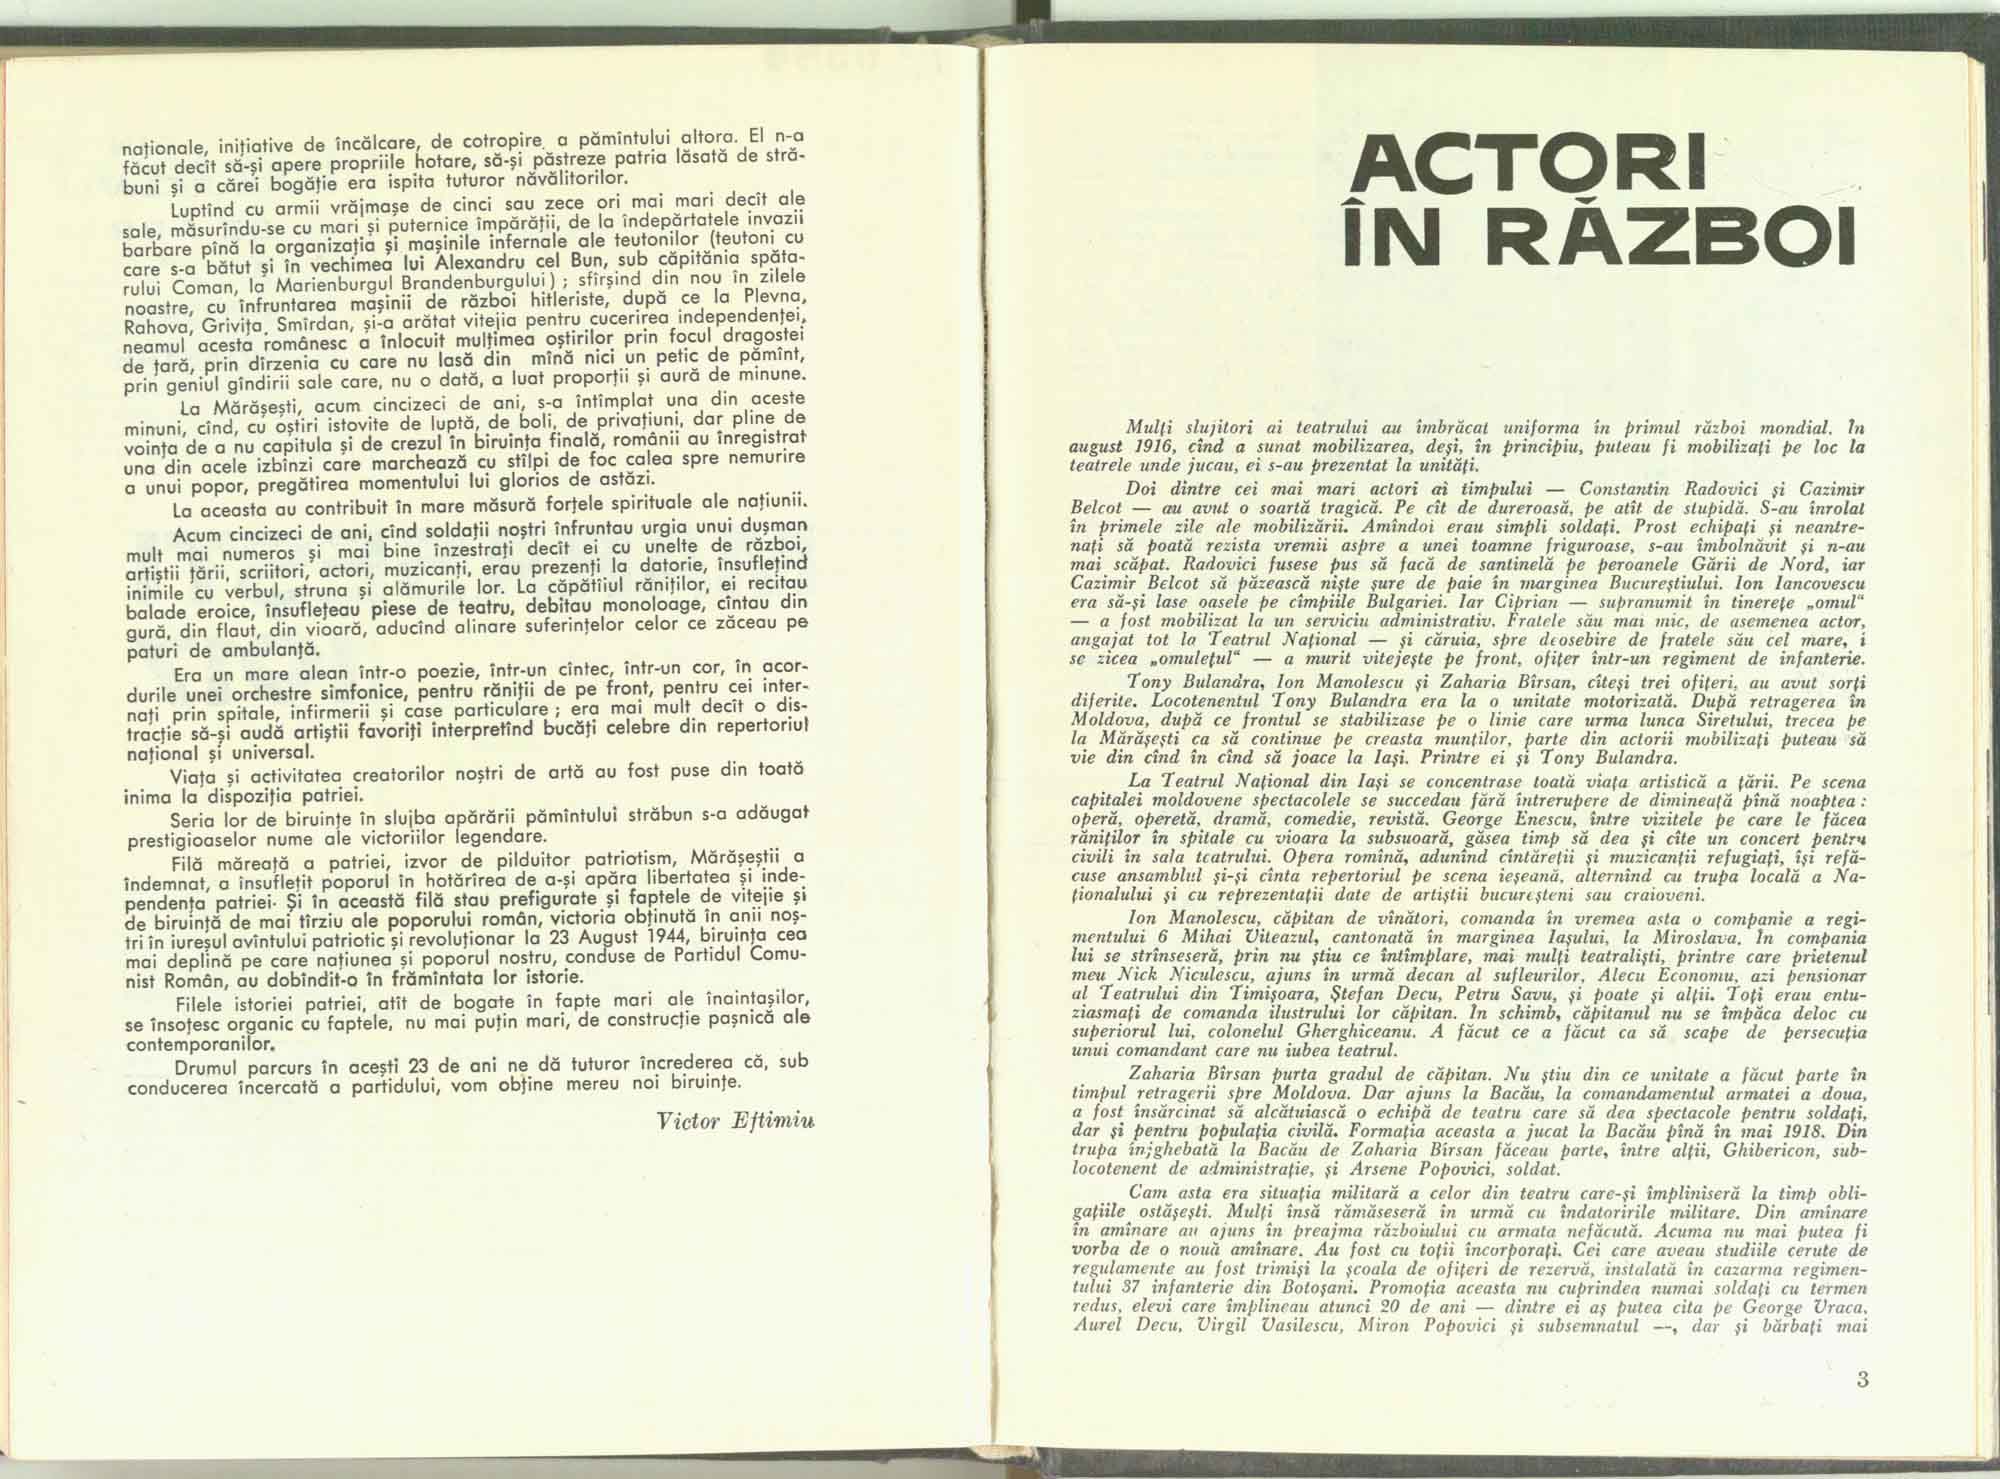 naționale, inițiative de încălcare, de cotropire a pămîntului altora. El n-a
făcut decît să-și apere propriile hotare, să-și păstreze patria lăsată de stră-
buni și a cărei bogăție era ispita tuturor năvălitorilor.
Luptînd cu armii vrăjmașe de cinci sau zece ori mai mari decît ale
sale, măsurîndu-se cu mari și puternice împărății, de la îndepărtatele invazii
barbare pînă la organizația și mașinile infernale ale teutonilor (teutoni cu
care s-a bătut și în vechimea lui Alexandru cel Bun, sub căpitănia spăta-
rului Coman, la Marienburgul Brandenburgului) ; sfîrșind din nou în zilele
noastre, cu înfruntarea mașinii de război hitleriste, după ce la Plevna,
Rahova, Grivița, Smîrdan, și-a arătat vitejia pentru cucerirea independenței,
neamul acesta românesc a înlocuit mulțimea oștirilor prin focul dragostei
de țară, prin dîrzenia cu care nu lasă din mînă nici un petic de pămînt,
prin geniul gîndirii sale care, nu o dată, a luat proporții și aură de minune.
La Mărășești, acum cincizeci de ani, s-a întîmplat una din aceste
minuni, cînd, cu oștiri istovite de luptă, de boli, de privațiuni, dar pline de
voința de a nu capitula și de crezul în biruința finală, românii au înregistrat
una din acele izbînzi care marchează cu stîlpi de foc calea spre nemurire
a unui popor, pregătirea momentului lui glorios de astăzi.
La aceasta au contribuit în mare măsură forțele spirituale ale națiunii.
Acum cincizeci de ani, cînd soldații noștri înfruntau urgia unui dușman
mult mai numeros și mai bine înzestrați decît ei cu unelte de război,
artiștii țării, scriitori, actori, muzicanți, erau prezenți la datorie, însuflețind
inimile cu verbul, struna și alămurile lor. La căpătîiul răniților, ei recitau
balade eroice, însuflețeau piese de teatru, debitau monoloage, cîntau din
gură, din flaut, din vioară, aducînd alinare suferințelor celor ce zăceau pe
paturi de ambulanță.
Era un mare alean într-o poezie, într-un cîntec, într-un cor, în acor-
durile unei orchestre simfonice, pentru răniții de pe front, pentru cei inter-
nați prin spitale, infirmerii și case particulare ; era mai mult decît o dis-
tracție să-și audă artiștii favoriți interpretînd bucăți celebre din repertoriul
național și universal.
Viața și activitatea creatorilor noștri de artă au fost puse din toată
inima la dispoziția patriei.
Seria lor de biruințe în slujba apărării pămîntului străbun s-a adăugat
prestigioaselor nume ale victoriilor legendare.
Filă măreață a patriei, izvor de pilduitor patriotism, Mărășeștii a
îndemnat, a însuflețit poporul în hotărîrea de a-și apăra libertatea și inde-
pendența patriei. Și în această filă stau prefigurate și faptele de vitejie și
de biruință de mai tîrziu ale poporului român, victoria obținută în anii noș-
tri în iureșul avîntului patriotic și revoluționar la 23 August 1944, biruința cea
mai deplină pe care națiunea și poporul nostru, conduse de Partidul Comu-
nist Român, au dobîndit-o în frămîntata lor istorie.
Filele istoriei patriei, atît de bogate în fapte mari ale înaintașilor,
se însoțesc organic cu faptele, nu mai puțin mari, de construcție pașnică ale
contemporanilor.
Drumul parcurs în acești 23 de ani ne dă tuturor încrederea că, sub
conducerea încercată a partidului, vom obține mereu noi biruințe.
Victor Eftimiu
ACTORI
ÎN RĂZBOI
Mulți slujitori ai teatrului au îmbrăcat uniforma în primul război mondial. În
august 1916, cînd a sunat mobilizarea, deși, în principiu, puteau fi mobilizați pe loc la
teatrele unde jucau, ei s-au prezentat la unități.
Doi dintre cei mai mari actori ai timpului — Constantin Radovici și Cazimir
Belcot — au avut o soartă tragică. Pe cît de dureroasă, pe atît de stupidă. S-au înrolat
în primele zile ale mobilizării. Amîndoi erau simpli soldați. Prost echipați și neantre-
nați să poată rezista vremii aspre a unei toamne friguroase, s-au îmbolnăvit și n-au
mai scăpat. Radovici fusese pus să facă de santinelă pe peroanele Gării de Nord, iar
Cazimir Belcot să păzească niște șure de paie în marginea Bucureștiului. Ion Iancovescu
era să-și lase oasele pe cîmpiile Bulgariei. Iar Ciprian — supranumit în tinerețe „omul“
— a fost mobilizat la un serviciu administrativ. Fratele său mai mic, de asemenea actor,
angajat tot la Teatrul Național — și căruia, spre deosebire de fratele său cel mare, i
se zicea „omulețul“ — a murit vitejește pe front, ofițer într-un regiment de infanterie.
Tony Bulandra, Ion Manolescu și Zaharia Bîrsan, cîteși trei ofițeri, au avut sorți
diferite. Locotenentul Tony Bulandra era la o unitate motorizată. După retragerea în
Moldova, după ce frontul se stabilizase pe o linie care urma lunca Siretului, trecea pe
la Mărășești ca să continue pe creasta munților, parte din actorii mobilizați puteau să
vie din cînd în cînd să joace la Iași. Printre ei și Tony Bulandra.
La Teatrul Național din Iași se concentrase toată viața artistică a țării. Pe scena
capitalei moldovene spectacolele se succedau fără întrerupere de dimineață pînă noaptea :
operă, operetă, dramă, comedie, revistă. George Enescu, între vizitele pe care le făcea
răniților în spitale cu vioara la subsuoară, găsea timp să dea și cîte un concert pentru
civili în sala teatrului. Opera romînă, adunînd cîntăreții și muzicanții refugiați, își refă-
cuse ansamblul și-și cînta repertoriul pe scena ieșeană, alternînd cu trupa locală a Na-
ționalului și cu reprezentații date de artiștii bucureșteni sau craioveni.
Ion Manolescu, căpitan de vînători, comanda în vremea asta o companie a regi-
mentului 6 Mihai Viteazul, cantonată în marginea Iașului, la Miroslava. În compania
lui se strînseseră, prin nu știu ce întîmplare, mai mulți teatraliști, printre care prietenul
meu Nick Niculescu, ajuns în urmă decan al sufleurilor, Alecu Economu, azi pensionar
al Teatrului din Timișoara, Ștefan Decu, Petru Savu, și poate și alții. Toți erau entu-
ziasmați de comanda ilustrului lor căpitan. În schimb, căpitanul nu se împăca deloc cu
superiorul lui, colonelul Gherghiceanu. A făcut ce a făcut ca să scape de persecuția
unui comandant care nu iubea teatrul.
Zaharia Bîrsan purta gradul de căpitan. Nu știu din ce unitate a făcut parte în
timpul retragerii spre Moldova. Dar ajuns la Bacău, la comandamentul armatei a doua,
a fost însărcinat să alcătuiască o echipă de teatru care să dea spectacole pentru soldați,
dar și pentru populația civilă. Formația aceasta a jucat la Bacău pînă în mai 1918. Din
trupa înjghebată la Bacău de Zaharia Bîrsan făceau parte, între alții, Ghibericon, sub-
locotenent de administrație, și Arsene Popovici, soldat.
Cam asta era situația militară a celor din teatru care-și împliniseră la timp obli-
gațiile ostășești. Mulți însă rămăseseră în urmă cu îndatoririle militare. Din amînare
în amînare au ajuns în preajma războiului cu armata nefăcută. Acuma nu mai putea fi
vorba de o nouă amînare. Au fost cu toții încorporați. Cei care aveau studiile cerute de
regulamente au fost trimiși la școala de ofițeri de rezervă, instalată în cazarma regimen-
tului 37 infanterie din Botoșani. Promoția aceasta nu cuprindea numai soldați cu termen
redus, elevi care împlineau atunci 20 de ani — dintre ei aș putea cita pe George Vraca,
Aurel Decu, Virgil Vasilescu, Miron Popovici și subsemnatul —, dar și bărbați mai
3